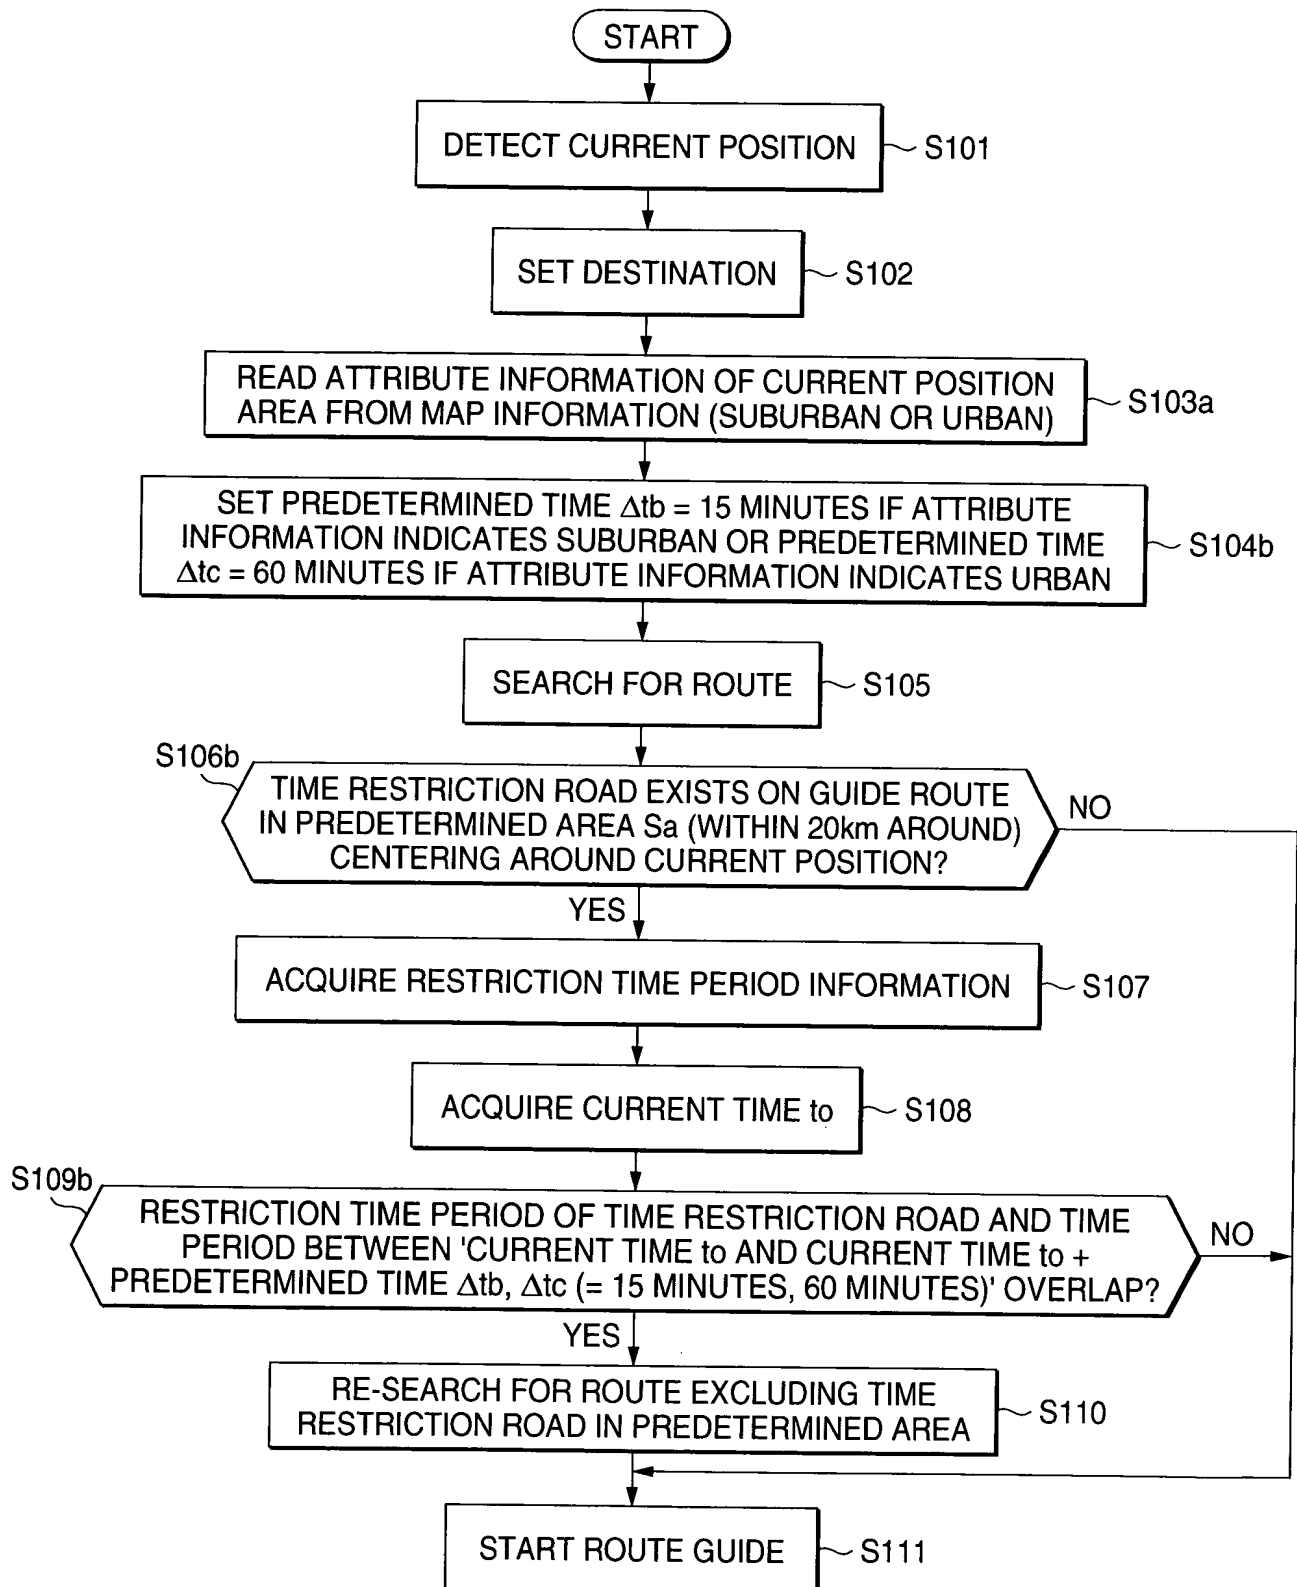 START
DETECT CURRENT POSITION
S101
SET DESTINATION
S102
READ ATTRIBUTE INFORMATION OF CURRENT POSITION
AREA FROM MAP INFORMATION (SUBURBAN OR URBAN)
S103a
SET PREDETERMINED TIME Δtb = 15 MINUTES IF ATTRIBUTE
INFORMATION INDICATES SUBURBAN OR PREDETERMINED TIME
Δtc = 60 MINUTES IF ATTRIBUTE INFORMATION INDICATES URBAN
S104b
SEARCH FOR ROUTE
S105
S106b
TIME RESTRICTION ROAD EXISTS ON GUIDE ROUTE
IN PREDETERMINED AREA Sa (WITHIN 20km AROUND)
CENTERING AROUND CURRENT POSITION?
NO
YES
ACQUIRE RESTRICTION TIME PERIOD INFORMATION
S107
ACQUIRE CURRENT TIME to
S108
S109b
RESTRICTION TIME PERIOD OF TIME RESTRICTION ROAD AND TIME
PERIOD BETWEEN 'CURRENT TIME to AND CURRENT TIME to +
PREDETERMINED TIME Δtb, Δtc (= 15 MINUTES, 60 MINUTES)' OVERLAP?
NO
YES
RE-SEARCH FOR ROUTE EXCLUDING TIME
RESTRICTION ROAD IN PREDETERMINED AREA
S110
START ROUTE GUIDE
S111